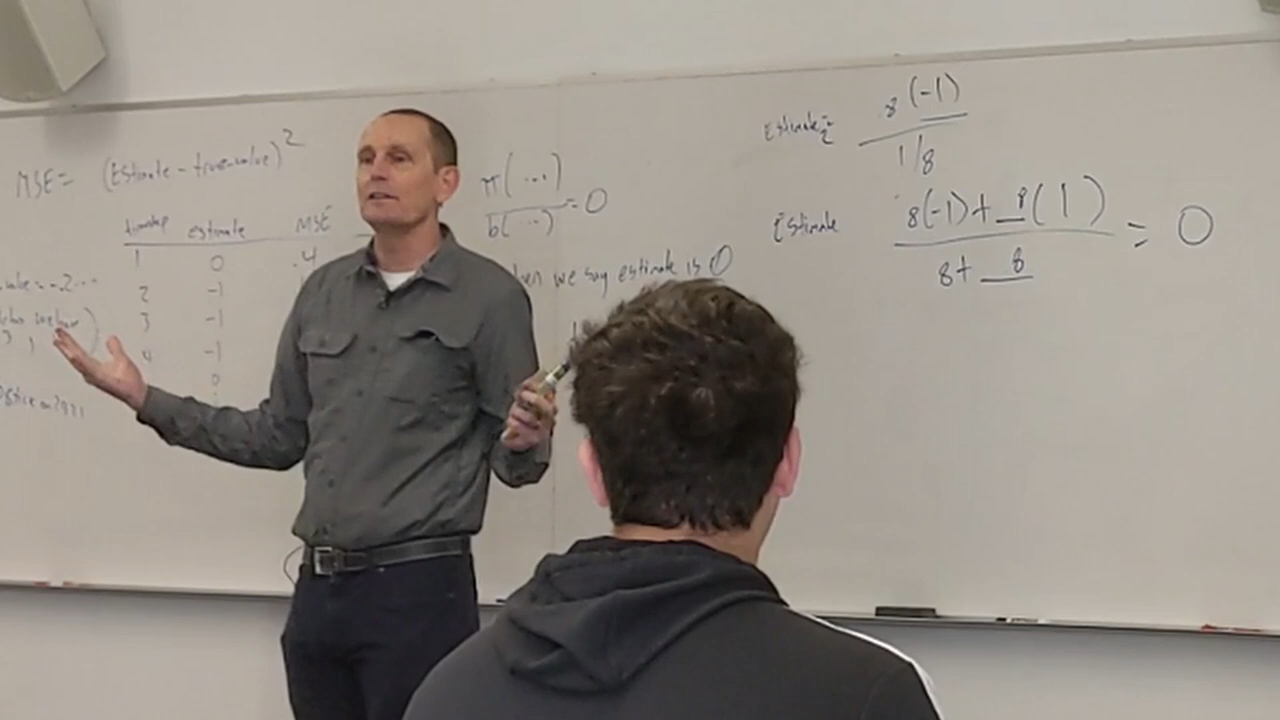 MSE = (Estimate - true value)²
timestep estimate MSE
1 0 .4
2 -1
3 -1
4 -1
0
value = -.2...
π(...)
b(...) = 0
when we say estimate is 0
Estimate =
8(-1)
1/8
Estimate
8(-1) + 8(1)
= 0
8 + 8